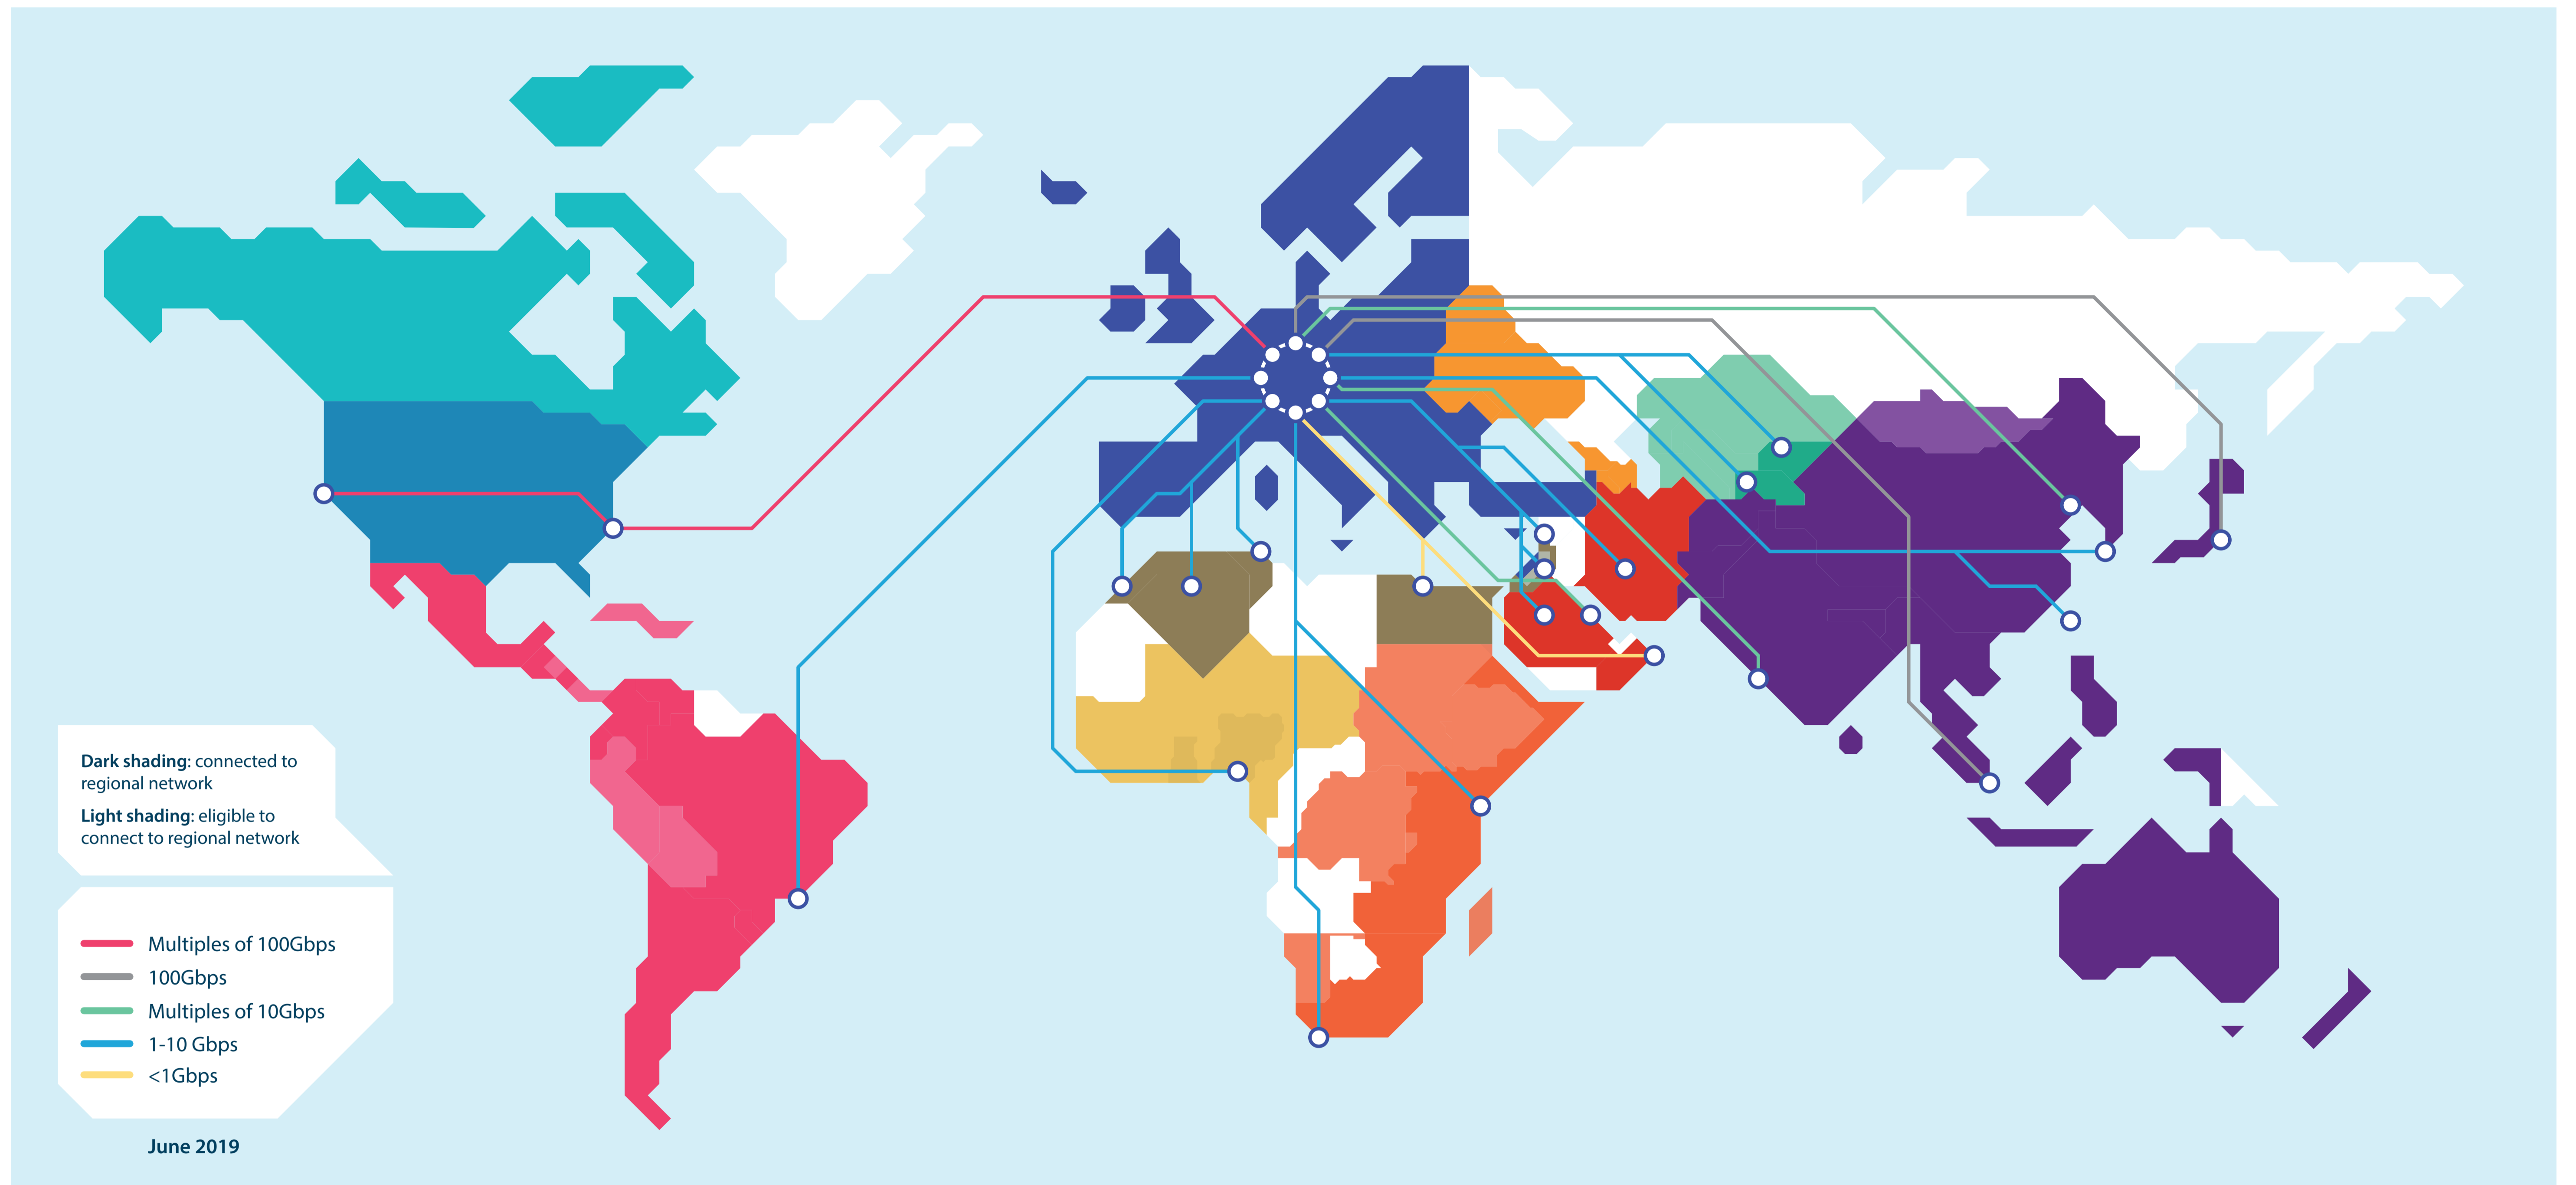 Dark shading: connected to
regional network
Light shading: eligible to
connect to regional network
Multiples of 100Gbps
100Gbps
Multiples of 10Gbps
1-10 Gbps
<1Gbps
June 2019